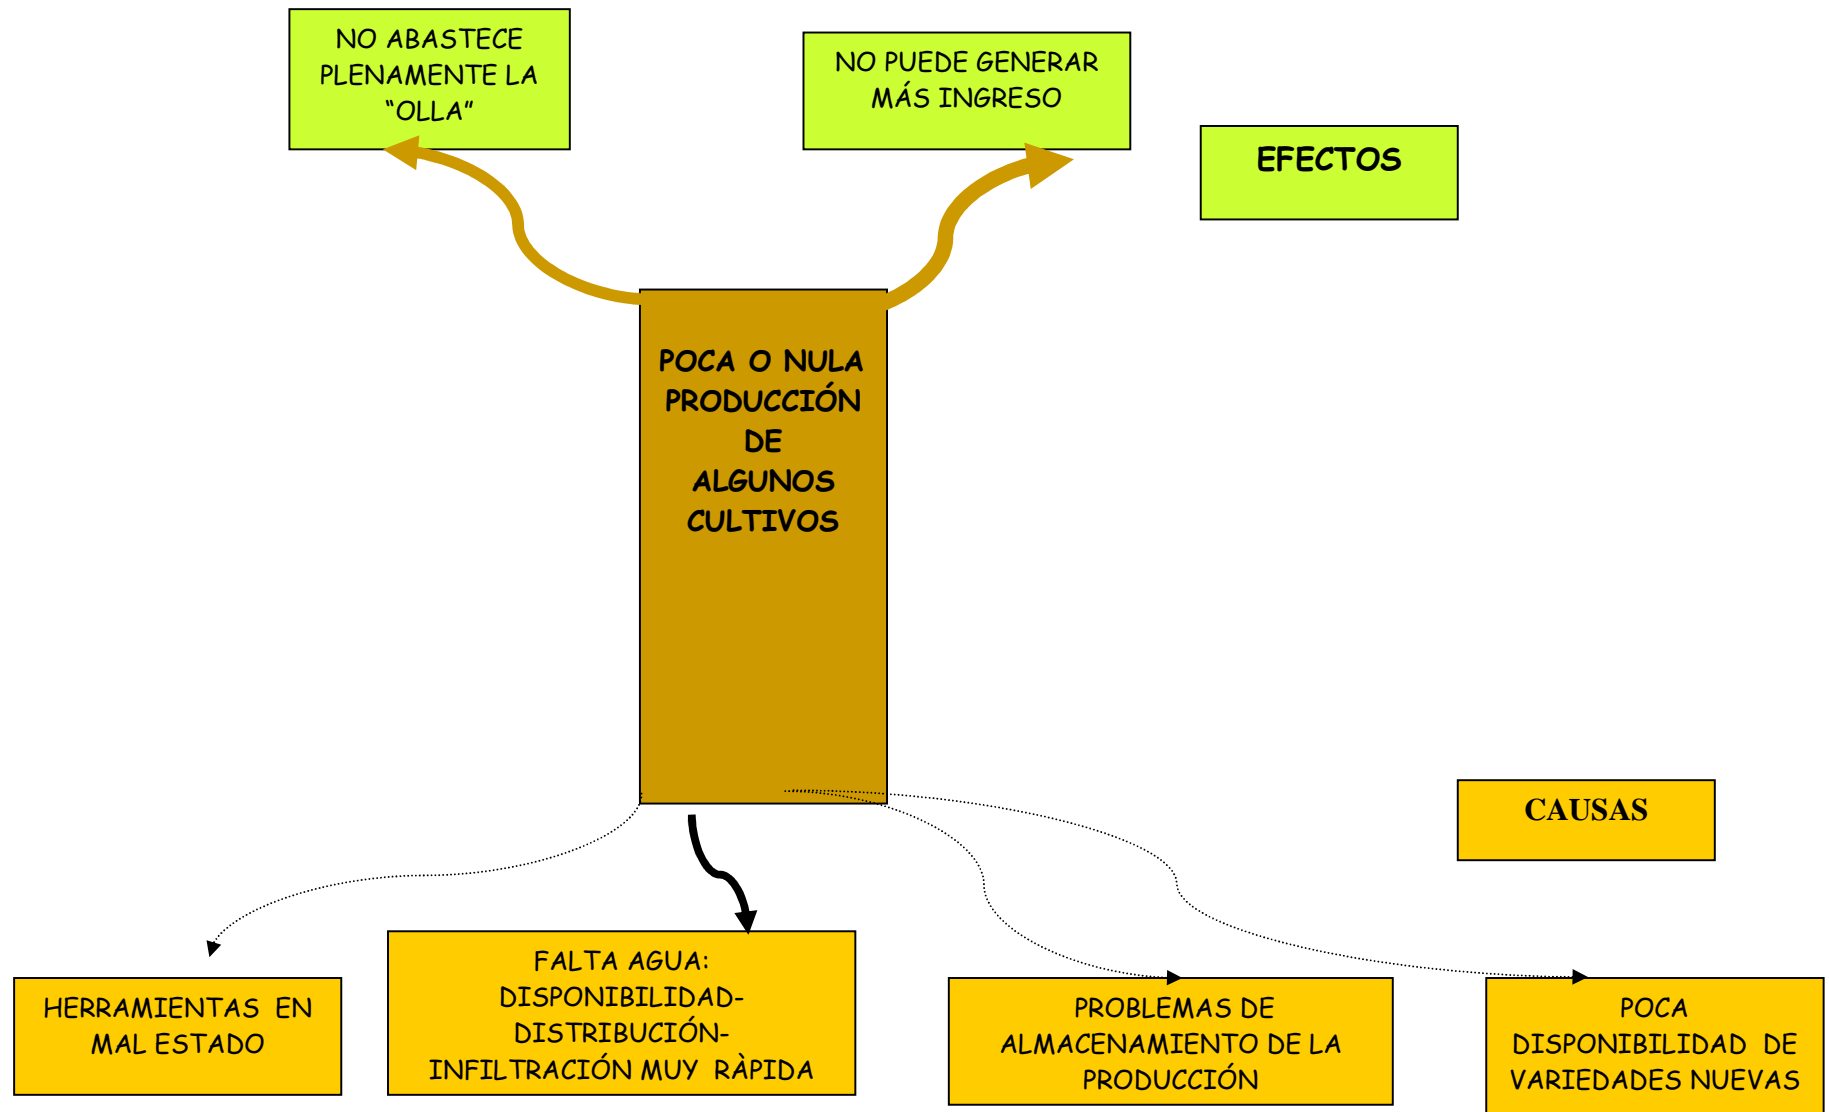 NO ABASTECE
PLENAMENTE LA
“OLLA”
NO PUEDE GENERAR
MÁS INGRESO
EFECTOS
POCA O NULA
PRODUCCIÓN
DE
ALGUNOS
CULTIVOS
CAUSAS
HERRAMIENTAS EN
MAL ESTADO
FALTA AGUA:
DISPONIBILIDAD-
DISTRIBUCIÓN-
INFILTRACIÓN MUY RÀPIDA
PROBLEMAS DE
ALMACENAMIENTO DE LA
PRODUCCIÓN
POCA
DISPONIBILIDAD DE
VARIEDADES NUEVAS